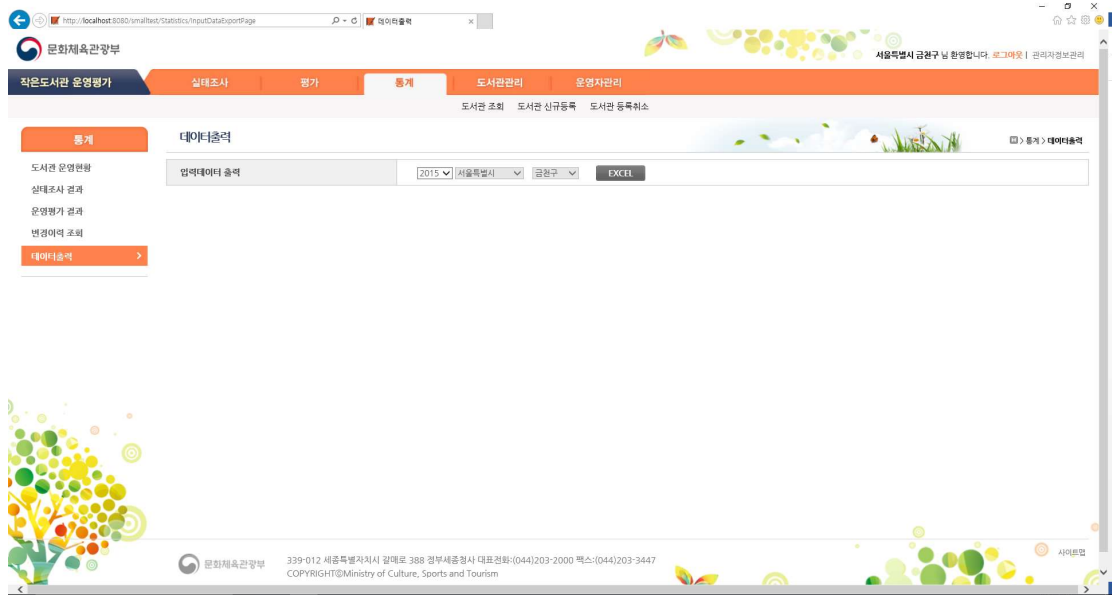 http://localhost:8080/smalltest/Statistics/InputDataExportPage
데이터출력
문화체육관광부
서울특별시 금천구 님 환영합니다. 로그아웃 | 관리자정보관리
작은도서관 운영평가 실태조사 평가 통계 도서관관리 운영자관리
도서관 조회 도서관 신규등록 도서관 등록취소
통계
도서관 운영현황
실태조사 결과
운영평가 결과
변경이력 조회
데이터출력
데이터출력
H > 통계 > 데이터출력
입력데이터 출력 2015 서울특별시 금천구 EXCEL
문화체육관광부
339-012 세종특별자치시 갈매로 388 정부세종청사 대표전화:(044)203-2000 팩스:(044)203-3447
COPYRIGHT©Ministry of Culture, Sports and Tourism
사이트맵